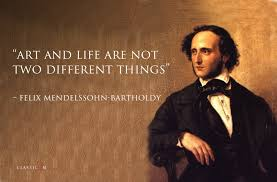 “ART AND LIFE ARE NOT
TWO DIFFERENT THINGS”
– FELIX MENDELSSOHN-BARTHOLDY